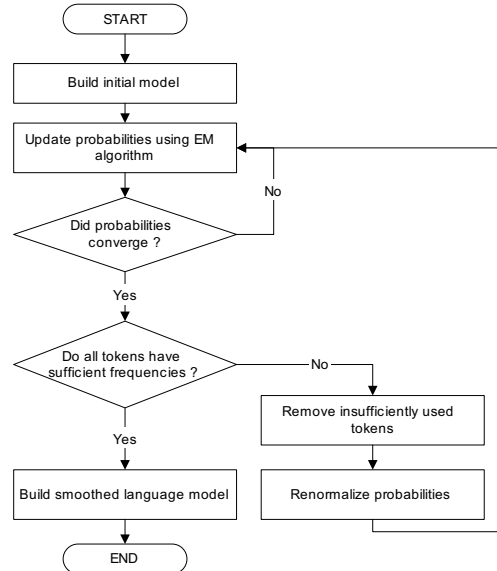 START
Build initial model
Update probabilities using EM
algorithm
No
Did probabilities
converge ?
Yes
Do all tokens have
sufficient frequencies ?
No
Remove insufficiently used
tokens
Yes
Build smoothed language model
Renormalize probabilities
END